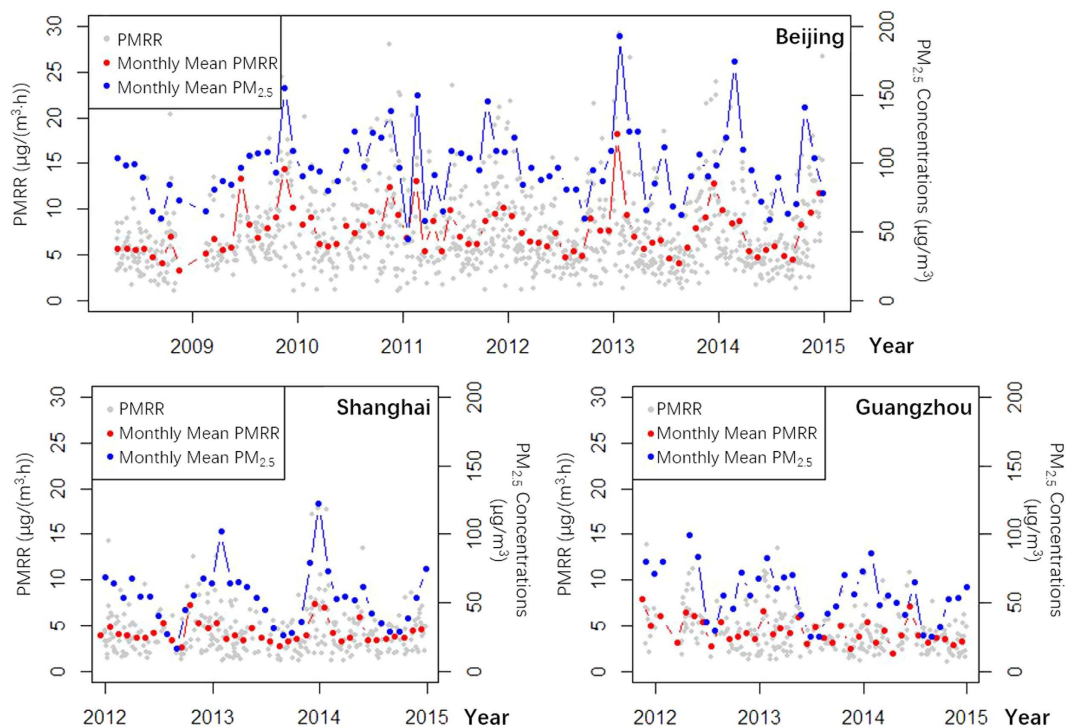 Beijing
PMRR
Monthly Mean PMRR
Monthly Mean PM2.5
PMRR (μg/(m³·h))
30
25
20
15
10
5
0
PM2.5 Concentrations (μg/m³)
200
150
100
50
0
2009 2010 2011 2012 2013 2014 2015 Year
Shanghai
PMRR
Monthly Mean PMRR
Monthly Mean PM2.5
PMRR (μg/(m³·h))
30
25
20
15
10
5
0
PM2.5 Concentrations
(μg/m³)
200
150
100
50
0
2012 2013 2014 2015 Year
Guangzhou
PMRR
Monthly Mean PMRR
Monthly Mean PM2.5
PMRR (μg/(m³·h))
30
25
20
15
10
5
0
PM2.5 Concentrations
(μg/m³)
200
150
100
50
0
2012 2013 2014 2015 Year